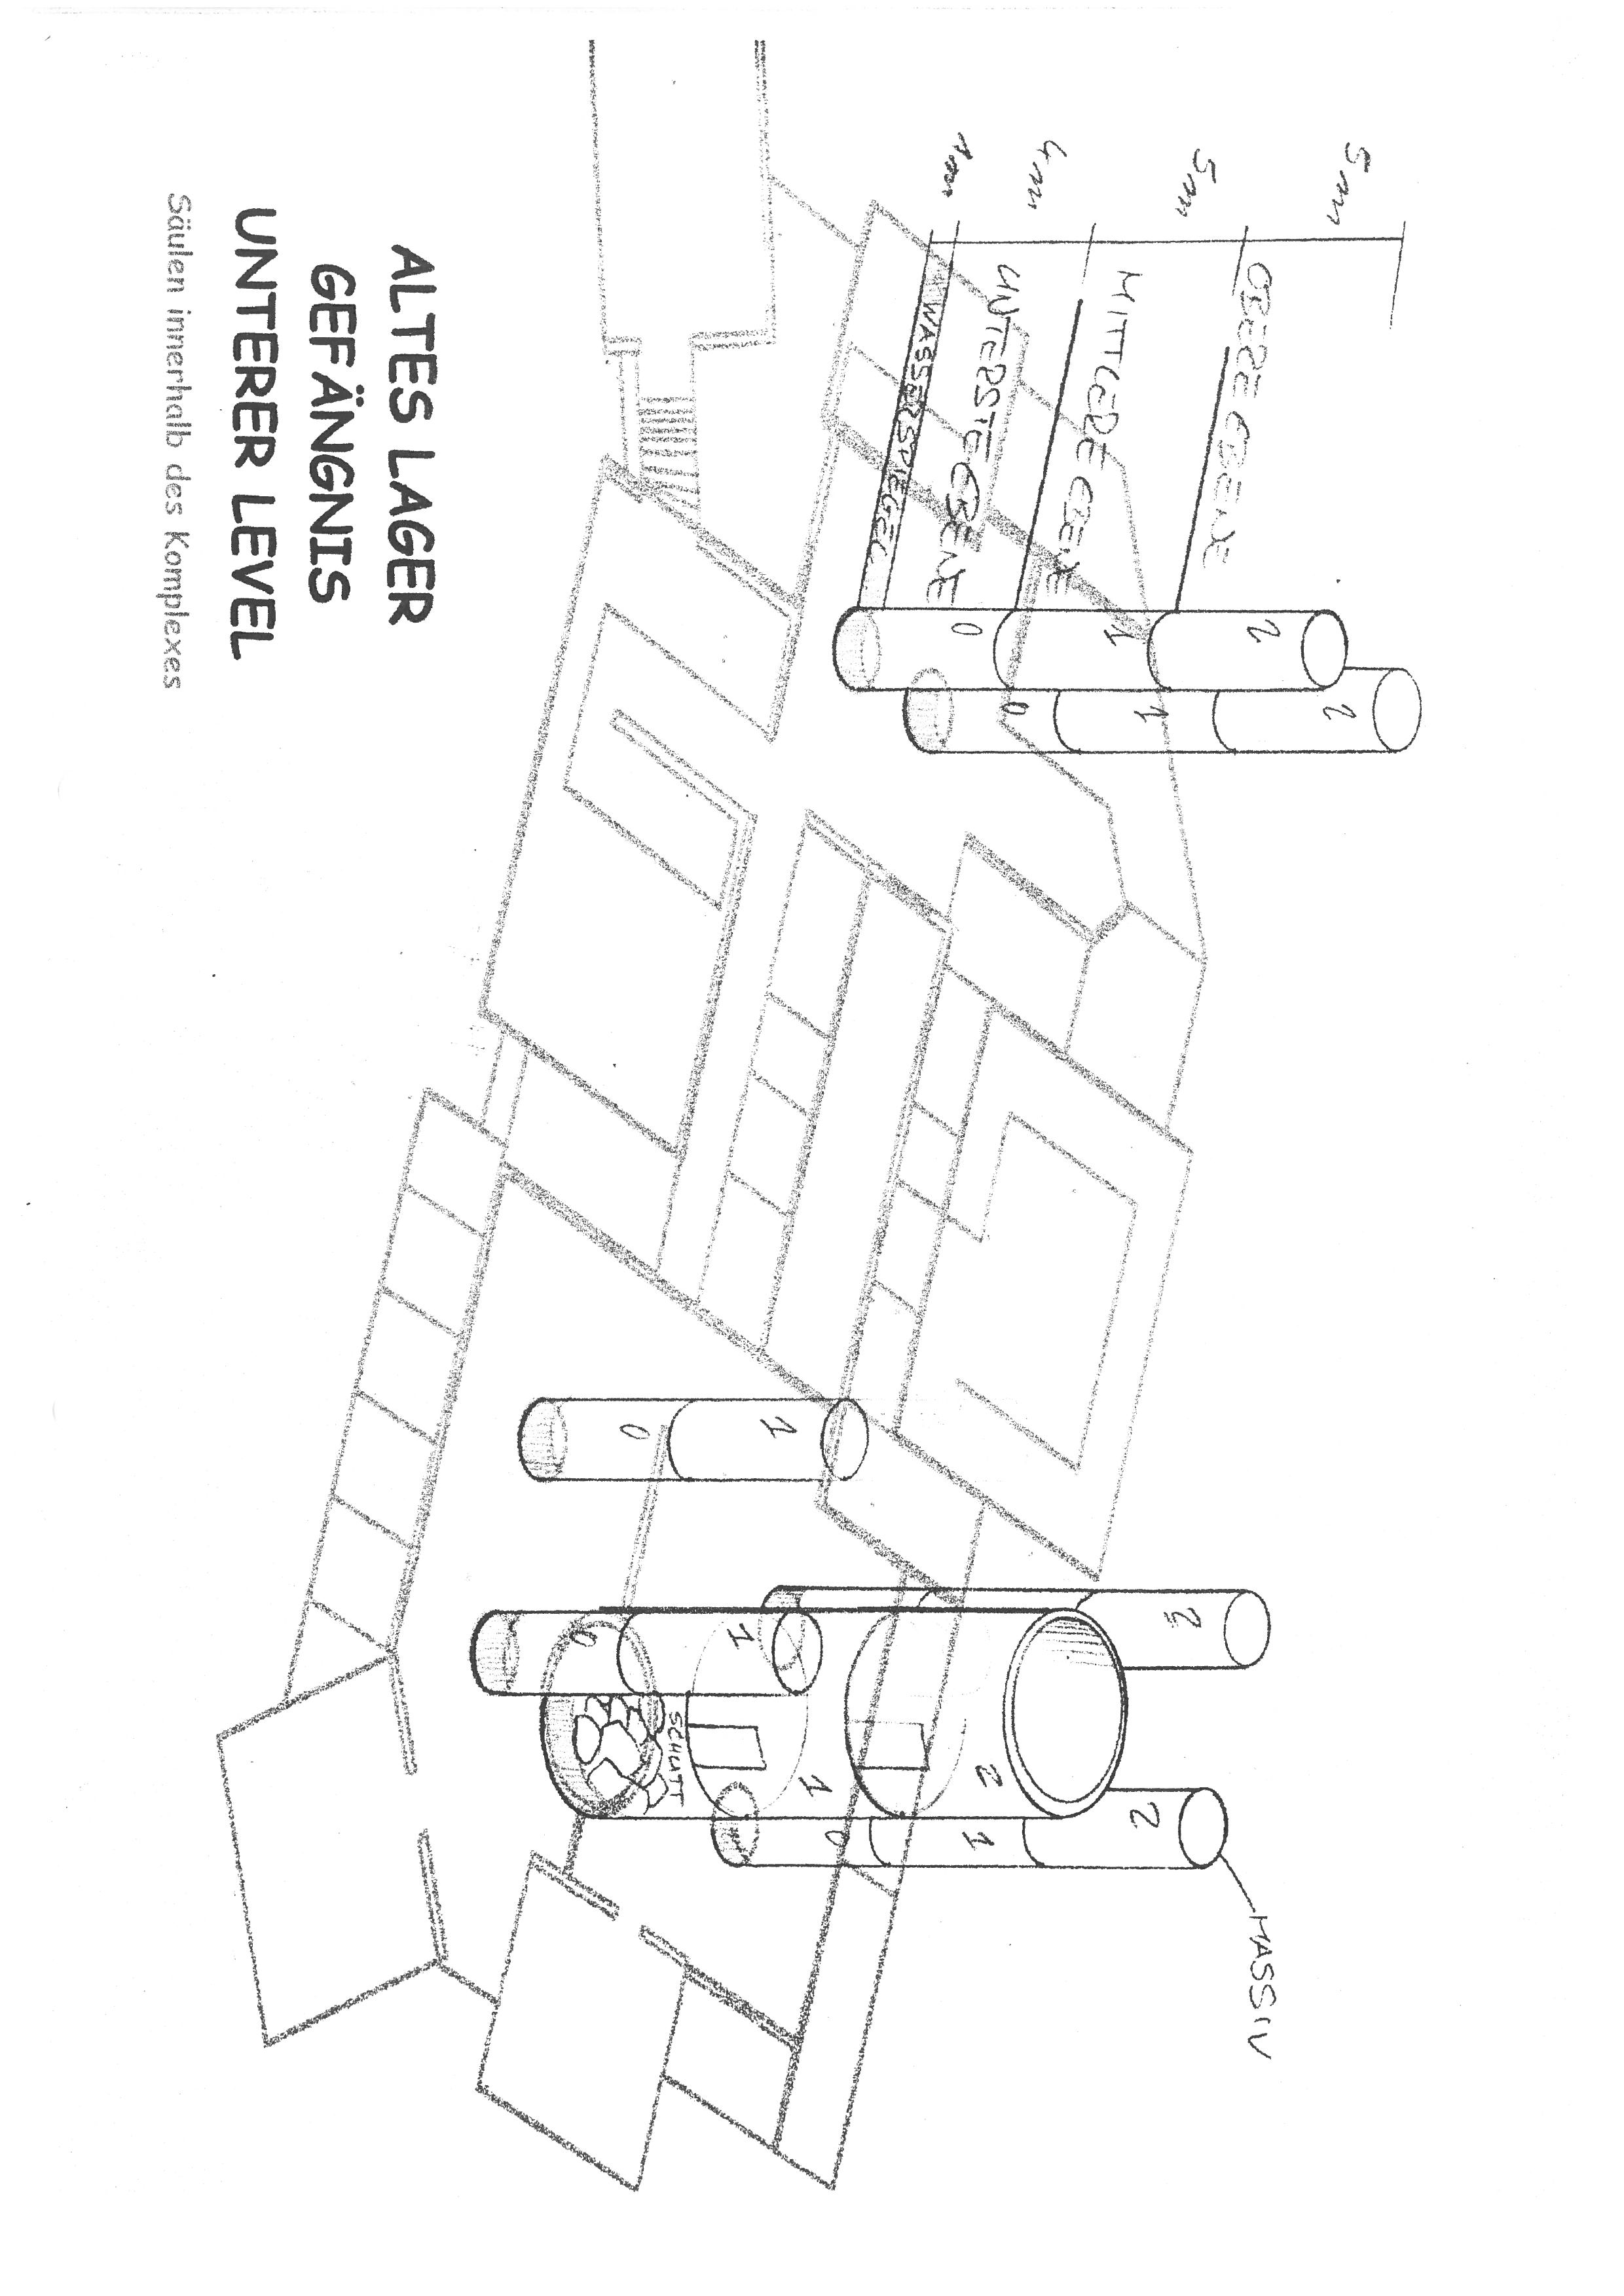 5m
5m
4m
1m
OBERE EBENE
MITTLERE EBENE
UNTERSTE EBENE
WASSERSPIEGEL
2
1
0
2
1
0
1
0
2
1
0
2
1
SCHUTT
2
1
0
MASSIV
ALTES LAGER
GEFÄNGNIS
UNTERER LEVEL
Säulen innerhalb des Komplexes